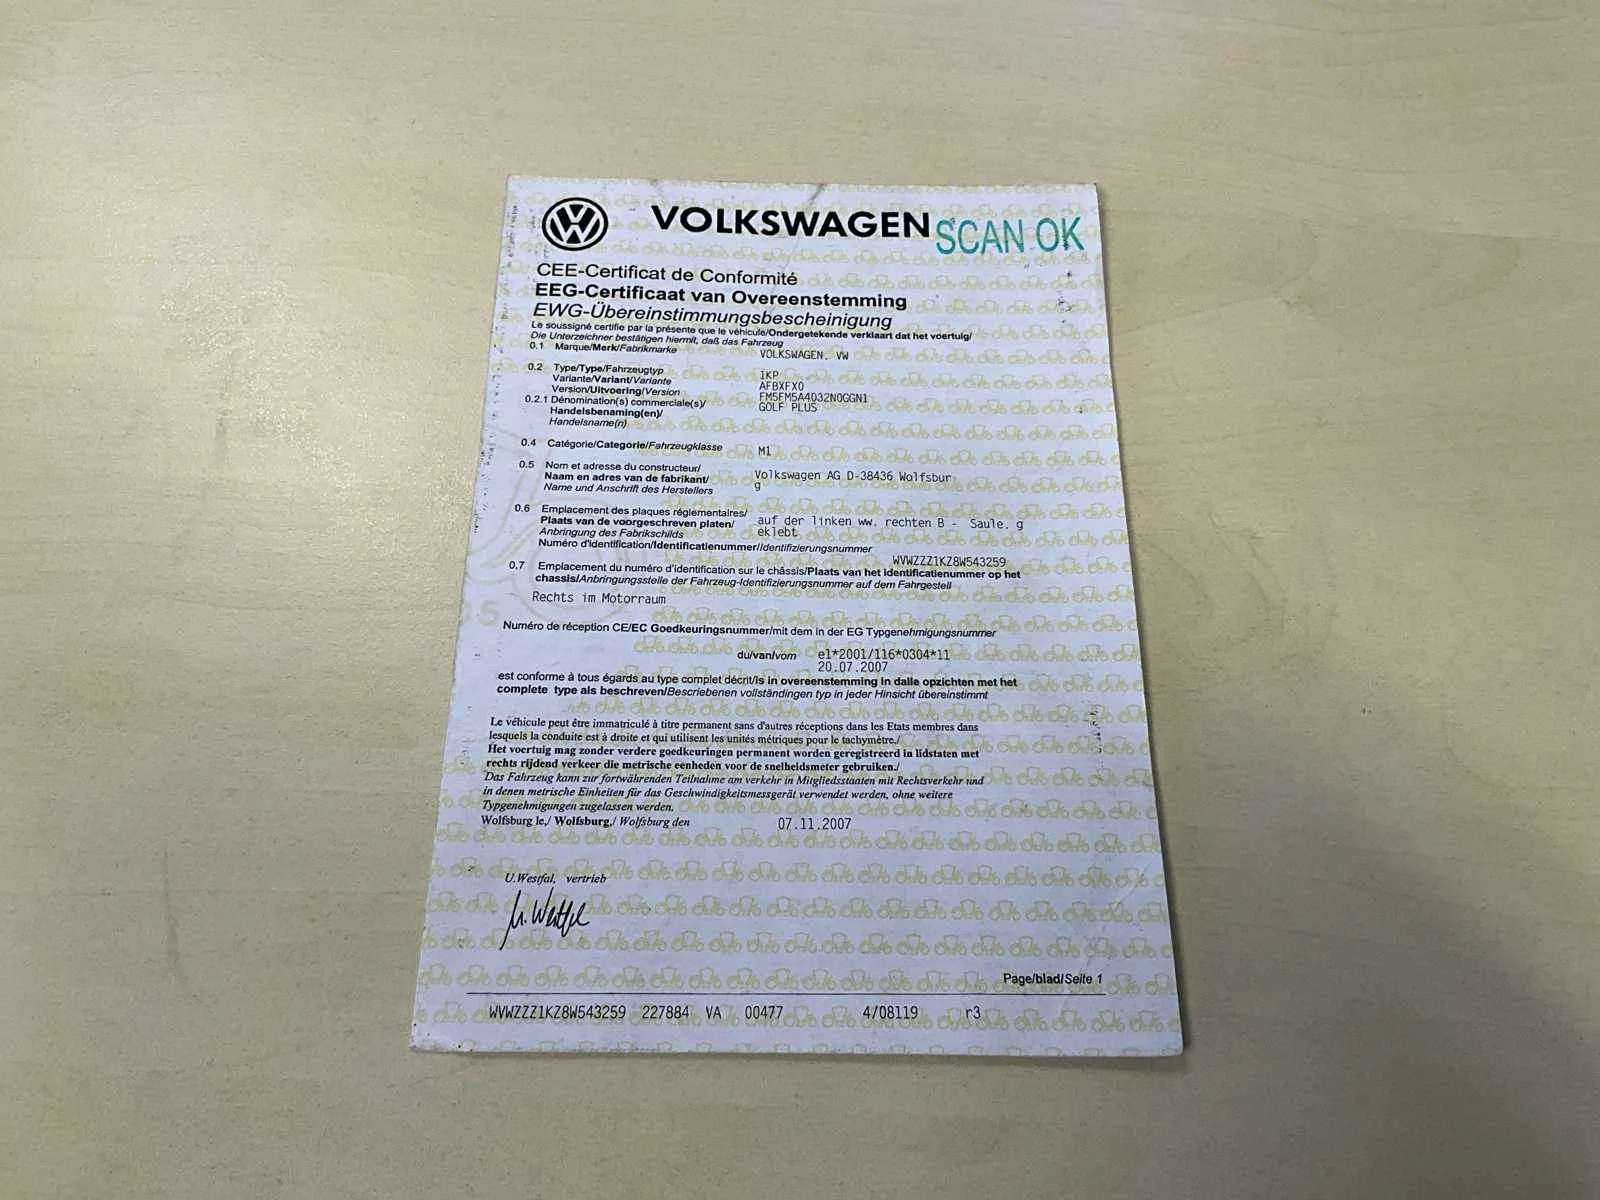 VOLKSWAGEN SCAN OK
CEE-Certificat de Conformité
EEG-Certificaat van Overeenstemming
EWG-Übereinstimmungsbescheinigung
Le soussigné certifie par la présente que le véhicule/Ondergetekende verklaart dat het voertuig/
Die Unterzeichner bestätigen hiermit, daß das Fahrzeug
0.1 Marque/Merk/Fabrikmarke VOLKSWAGEN, VW
0.2 Type/Type/Fahrzeugtyp 1KP
Variante/Variant/Variante AFBXFX0
Version/Uitvoering/Version FM5FM5A4032N0GGN1
0.2.1 Dénomination(s) commerciale(s)/ GOLF PLUS
Handelsbenaming(en)/
Handelsname(n)
0.4 Catégorie/Categorie/Fahrzeugklasse M1
0.5 Nom et adresse du constructeur/
Naam en adres van de fabrikant/ Volkswagen AG D-38436 Wolfsbur
Name und Anschrift des Herstellers g
0.6 Emplacement des plaques réglementaires/
Plaats van de voorgeschreven platen/ auf der linken ww. rechten B - Saule. g
Anbringung des Fabrikschilds eklebt
Numéro d'identification/Identificatienummer/Identifizierungsnummer
WVWZZZ1KZ8W543259
0.7 Emplacement du numéro d'identification sur le châssis/Plaats van het identificatienummer op het
chassis/Anbringungsstelle der Fahrzeug-Identifizierungsnummer auf dem Fahrgestell
Rechts im Motorraum
Numéro de réception CE/EC Goedkeuringsnummer/mit dem in der EG Typgenehmigungsnummer
du/van/vom e1*2001/116*0304*11
20.07.2007
est conforme à tous égards au type complet décrit/is in overeenstemming in dalle opzichten met het
complete type als beschreven/Bescriebenen vollständingen typ in jeder Hinsicht übereinstimmt
Le véhicule peut être immatriculé à titre permanent sans d'autres réceptions dans les Etats membres dans
lesquels la conduite est à droite et qui utilisent les unités métriques pour le tachymètre./
Het voertuig mag zonder verdere goedkeuringen permanent worden geregistreerd in lidstaten met
rechts rijdend verkeer die metrische eenheden voor de snelheidsmeter gebruiken./
Das Fahrzeug kann zur fortwährenden Teilnahme am verkehr in Mitgliedsstaaten mit Rechtsverkehr und
in denen metrische Einheiten für das Geschwindigkeitsmessgerät verwendet werden, ohne weitere
Typgenehmigungen zugelassen werden.
Wolfsburg le,/ Wolfsburg,/ Wolfsburg den 07.11.2007
U.Westfal, vertrieb
U. Westfal
Page/blad/Seite 1
WVWZZZ1KZ8W543259 227884 VA 00477 4/08119 r3